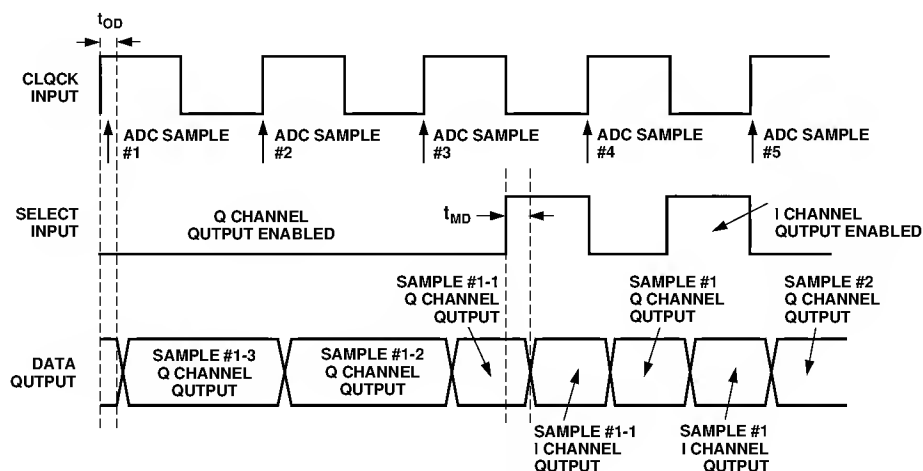 tOD
CLQCK
INPUT
ADC SAMPLE
#1
ADC SAMPLE
#2
ADC SAMPLE
#3
ADC SAMPLE
#4
ADC SAMPLE
#5
SELECT
INPUT
Q CHANNEL
QUTPUT ENABLED
tMD
I CHANNEL
QUTPUT ENABLED
SAMPLE #1-1
Q CHANNEL
QUTPUT
SAMPLE #1
Q CHANNEL
QUTPUT
SAMPLE #2
Q CHANNEL
QUTPUT
DATA
QUTPUT
SAMPLE #1-3
Q CHANNEL
QUTPUT
SAMPLE #1-2
Q CHANNEL
QUTPUT
SAMPLE #1-1
I CHANNEL
QUTPUT
SAMPLE #1
I CHANNEL
QUTPUT